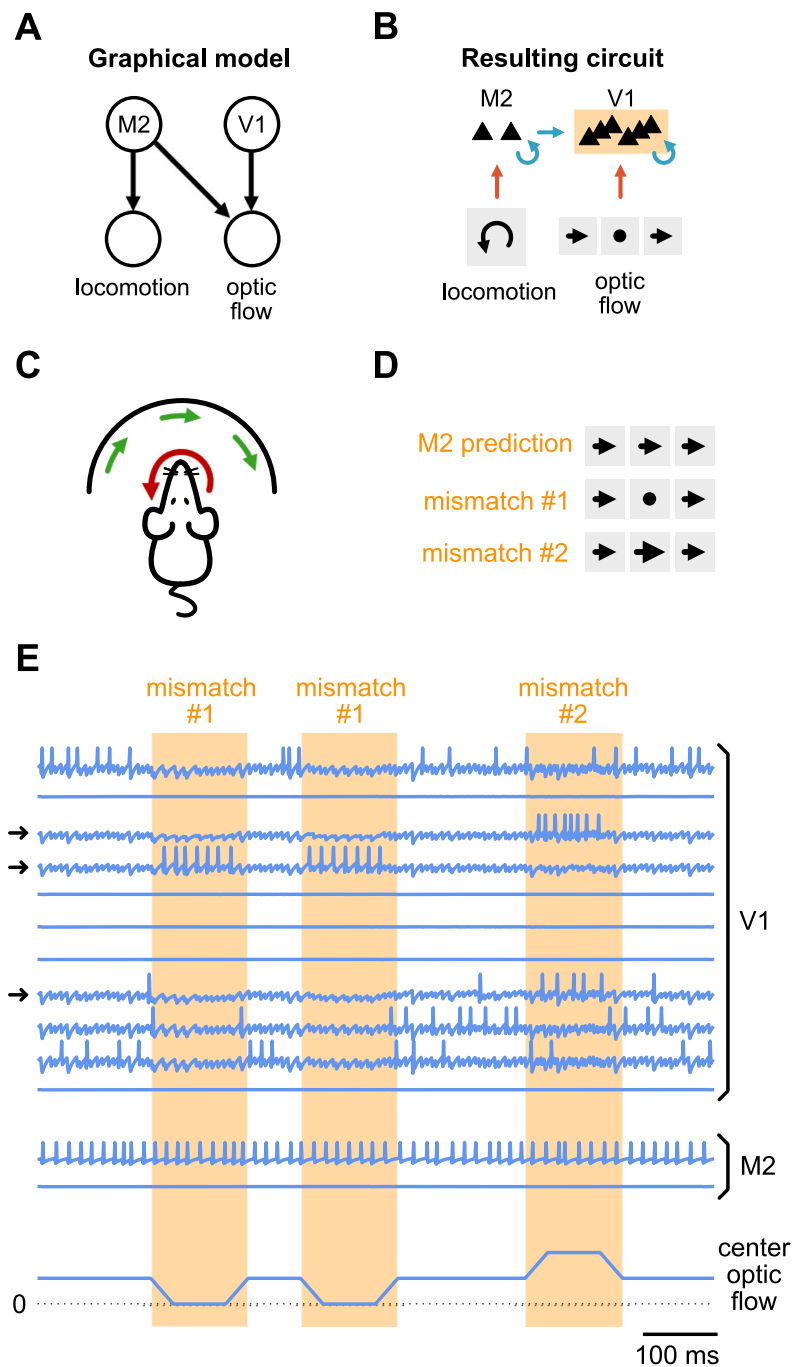 A
Graphical model
M2
V1
locomotion
optic
flow
B
Resulting circuit
M2
V1
locomotion
optic
flow
C
D
M2 prediction
mismatch #1
mismatch #2
E
mismatch
#1
mismatch
#1
mismatch
#2
V1
M2
center
optic
flow
0
100 ms